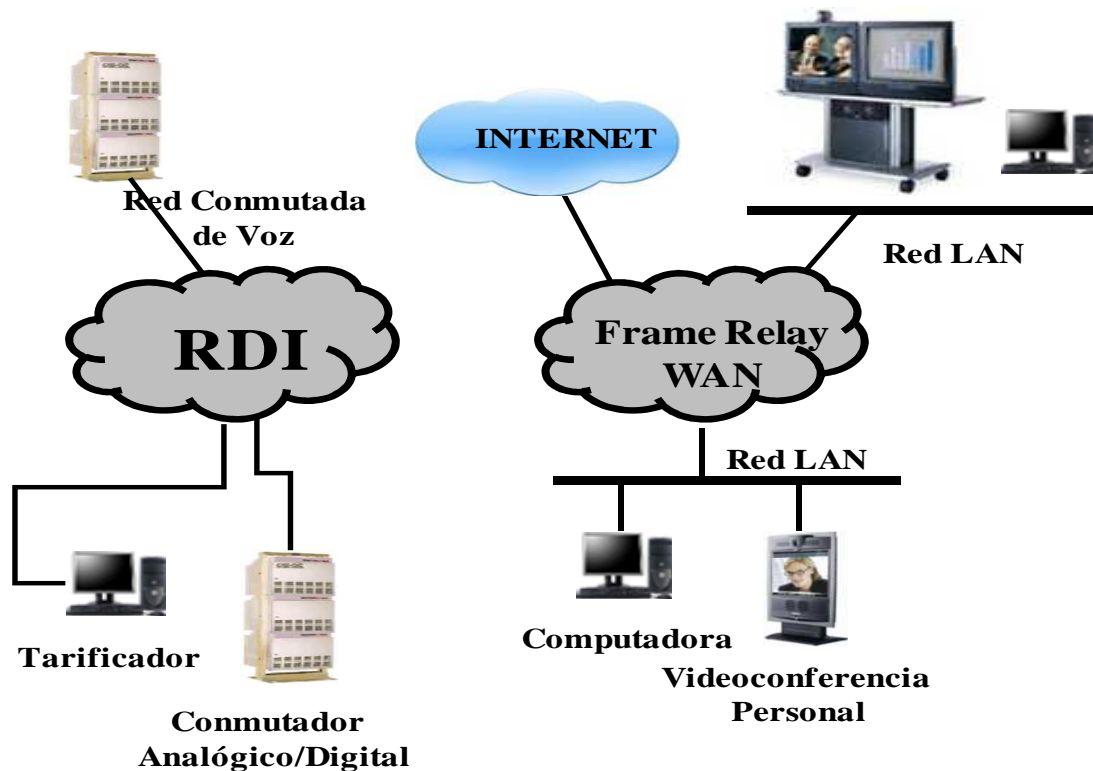 INTERNET
Red Conmutada
de Voz
Red LAN
RDI
Frame Relay
WAN
Red LAN
Tarificador
Computadora
Videoconferencia
Personal
Conmutador
Analógico/Digital